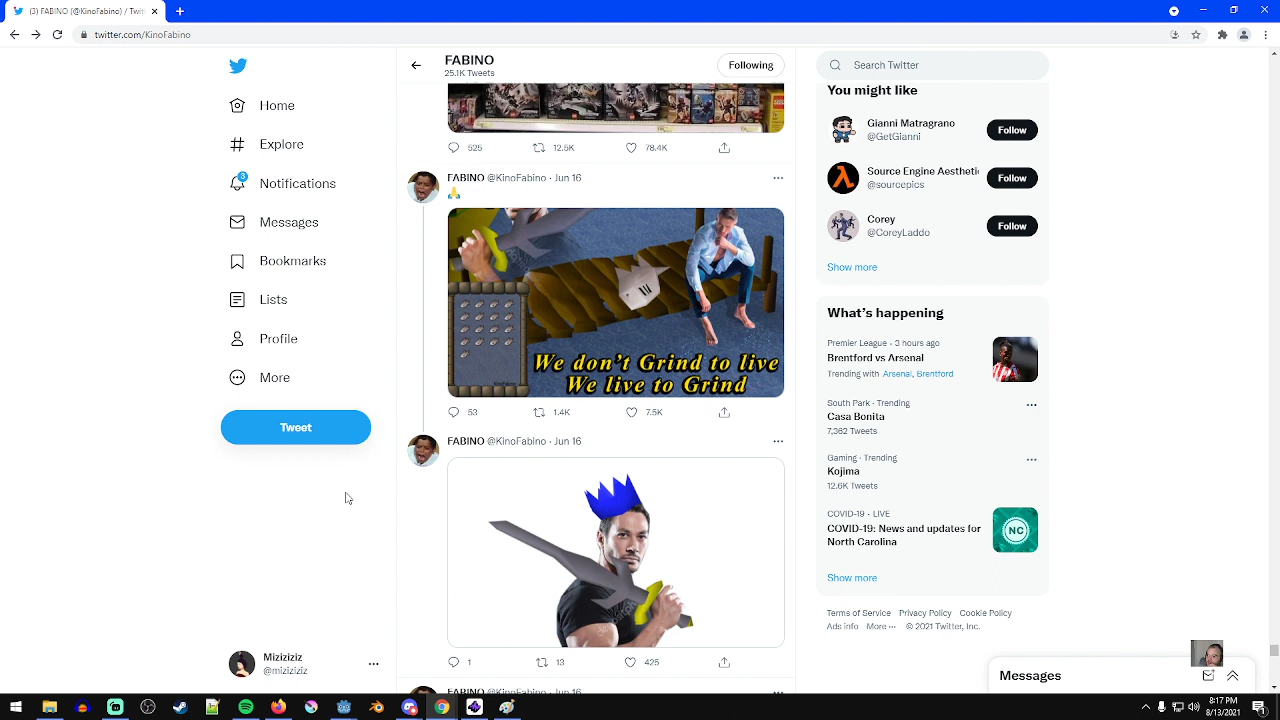 (3) FABINO (@KinoFabino) / Twit
twitter.com/KinoFabino
FABINO
25.1K Tweets
Following
Search Twitter
Home
Explore
3
Notifications
Messages
Bookmarks
Lists
Profile
More
Tweet
Miziziziz
@miziziziz
525
12.5K
78.4K
FABINO @KinoFabino · Jun 16
We don't Grind to live
We live to Grind
KinoFabino
53
1.4K
7.5K
FABINO @KinoFabino · Jun 16
1
13
425
FABINO @KinoFabino · Jun 16
You might like
Gianni Matragrano
@GetGianni
Follow
Source Engine Aestheti
@sourcepics
Follow
Corey
@CoreyLaddo
Follow
Show more
What's happening
Premier League · 3 hours ago
Brentford vs Arsenal
Trending with Arsenal, Brentford
South Park · Trending
Casa Bonita
7,362 Tweets
Gaming · Trending
Kojima
12.6K Tweets
COVID-19 · LIVE
COVID-19: News and updates for
North Carolina
NC
Show more
Terms of Service Privacy Policy Cookie Policy
Ads info More ··· © 2021 Twitter, Inc.
Messages
8:17 PM
8/13/2021